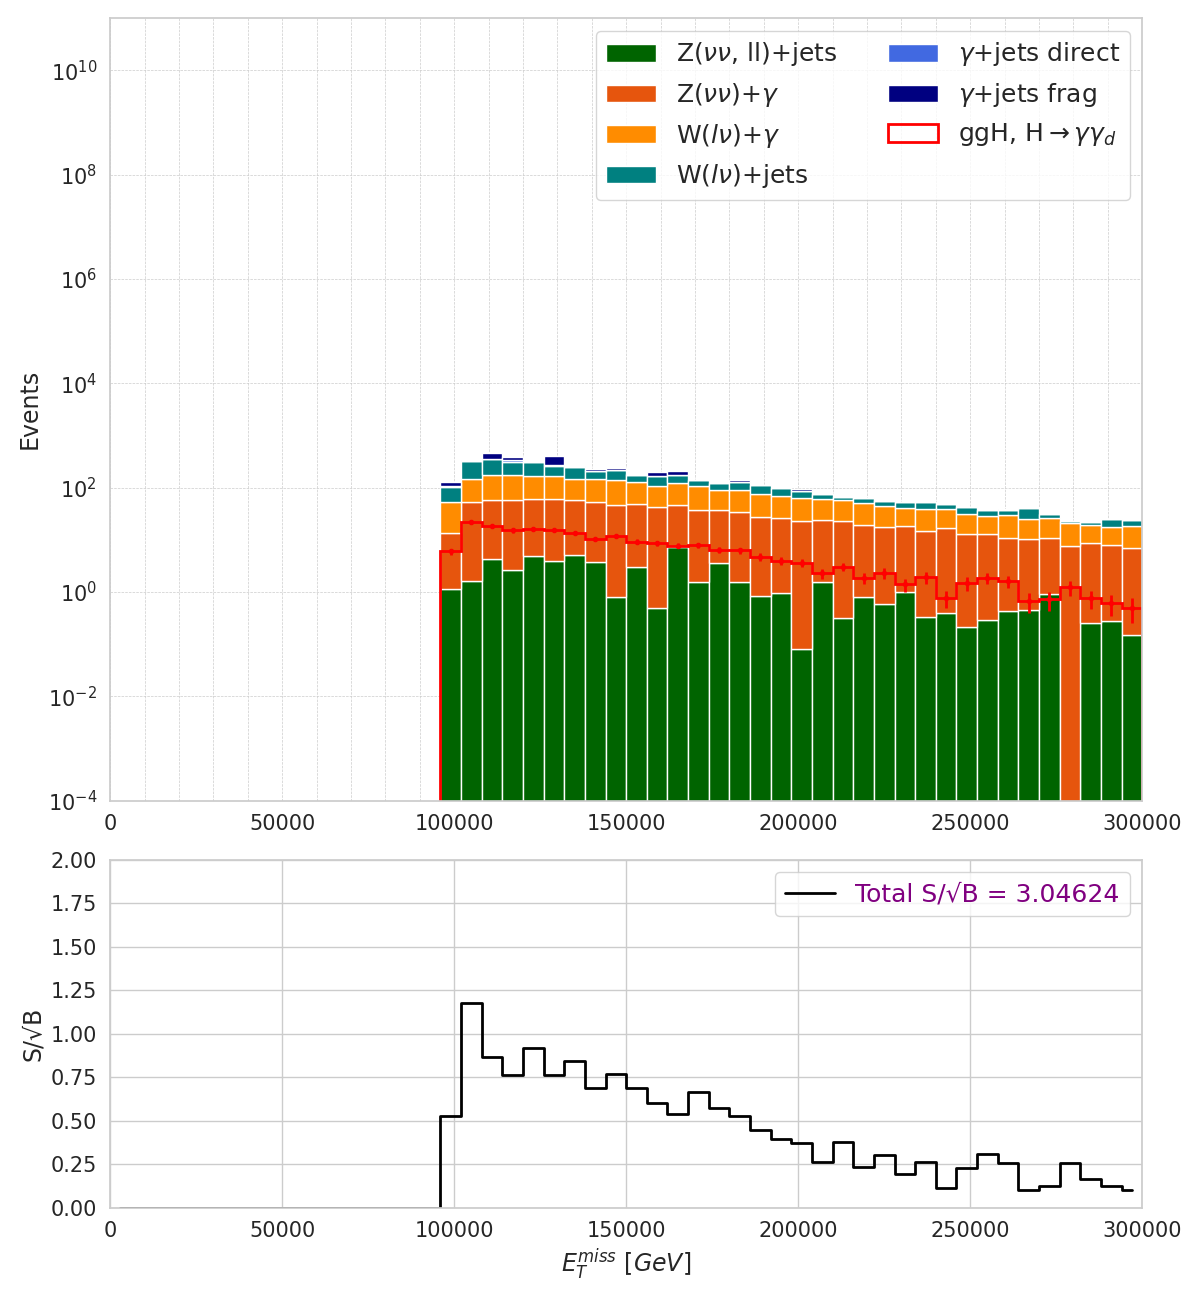 Z(νν, ll)+jets
Z(νν)+γ
W(lν)+γ
W(lν)+jets
γ+jets direct
γ+jets frag
ggH, H→γγ_d
Events
10^10
10^8
10^6
10^4
10^2
10^0
10^−2
10^−4
0 50000 100000 150000 200000 250000 300000
Total S/√B = 3.04624
S/√B
2.00
1.75
1.50
1.25
1.00
0.75
0.50
0.25
0.00
0 50000 100000 150000 200000 250000 300000
E_T^miss [GeV]